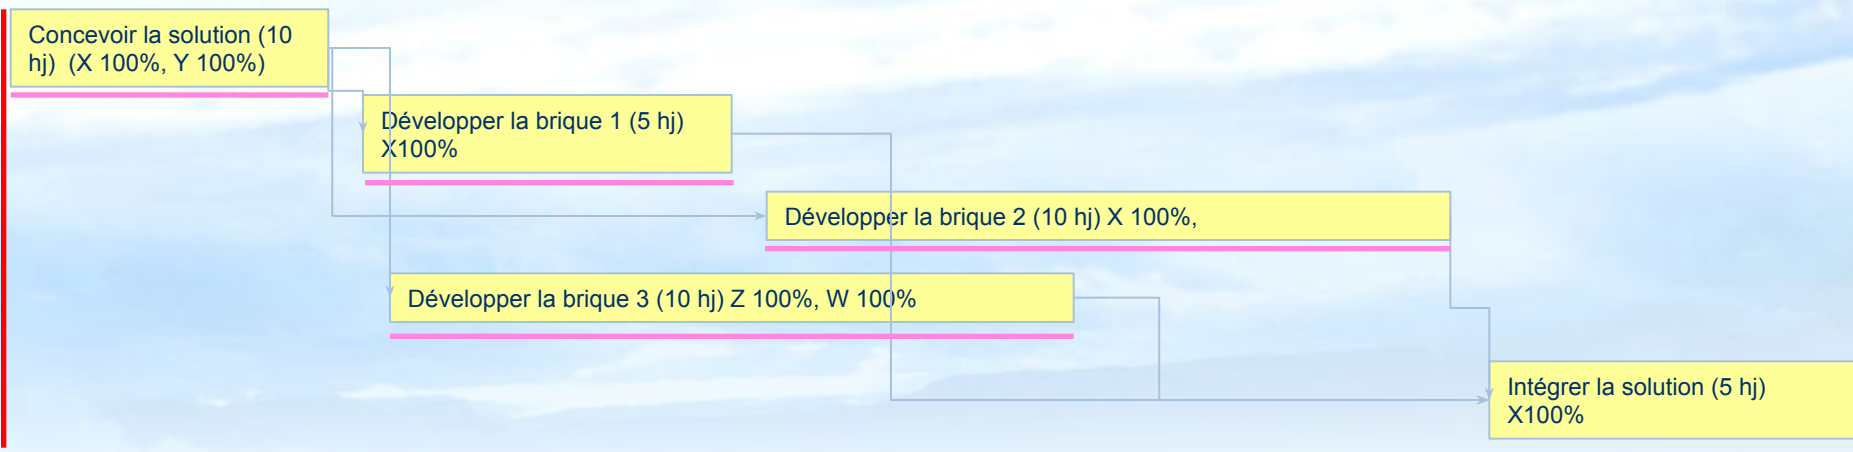 Concevoir la solution (10
hj)  (X 100%, Y 100%)
Développer la brique 1 (5 hj)
X100%
Développer la brique 2 (10 hj) X 100%,
Développer la brique 3 (10 hj) Z 100%, W 100%
Intégrer la solution (5 hj)
X100%